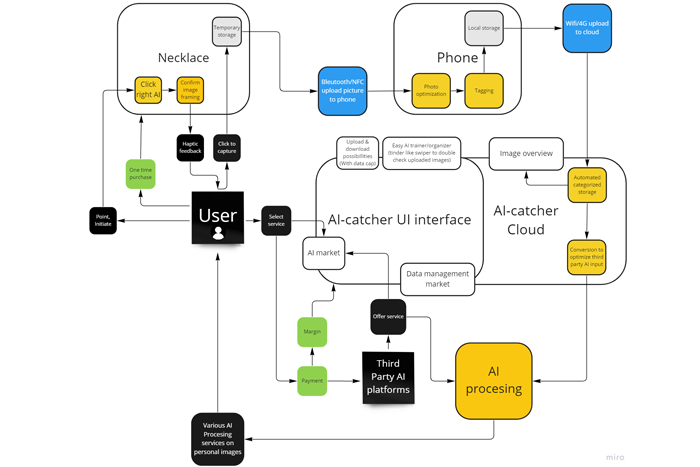 Necklace
Temporary
storage
Click
right AI
Confirm
image
framing
Haptic
feedback
Click to
capture
One time
purchase
Point,
Initiate
User
Bleutooth/NFC
upload picture
to phone
Phone
Local storage
Photo
optimization
Tagging
Wifi/4G upload
to cloud
Upload &
download
possibilities
(With data cap)
Easy AI trainer/organizer
(tinder like swiper to double
check uploaded images)
Image overview
AI-catcher UI interface
AI-catcher
Cloud
Automated
categorized
storage
Conversion to
optimize third
party AI input
Select
service
AI market
Data management
market
Offer service
Margin
Payment
Third
Party AI
platforms
AI
procesing
Various AI
Procesing
services on
personal images
miro